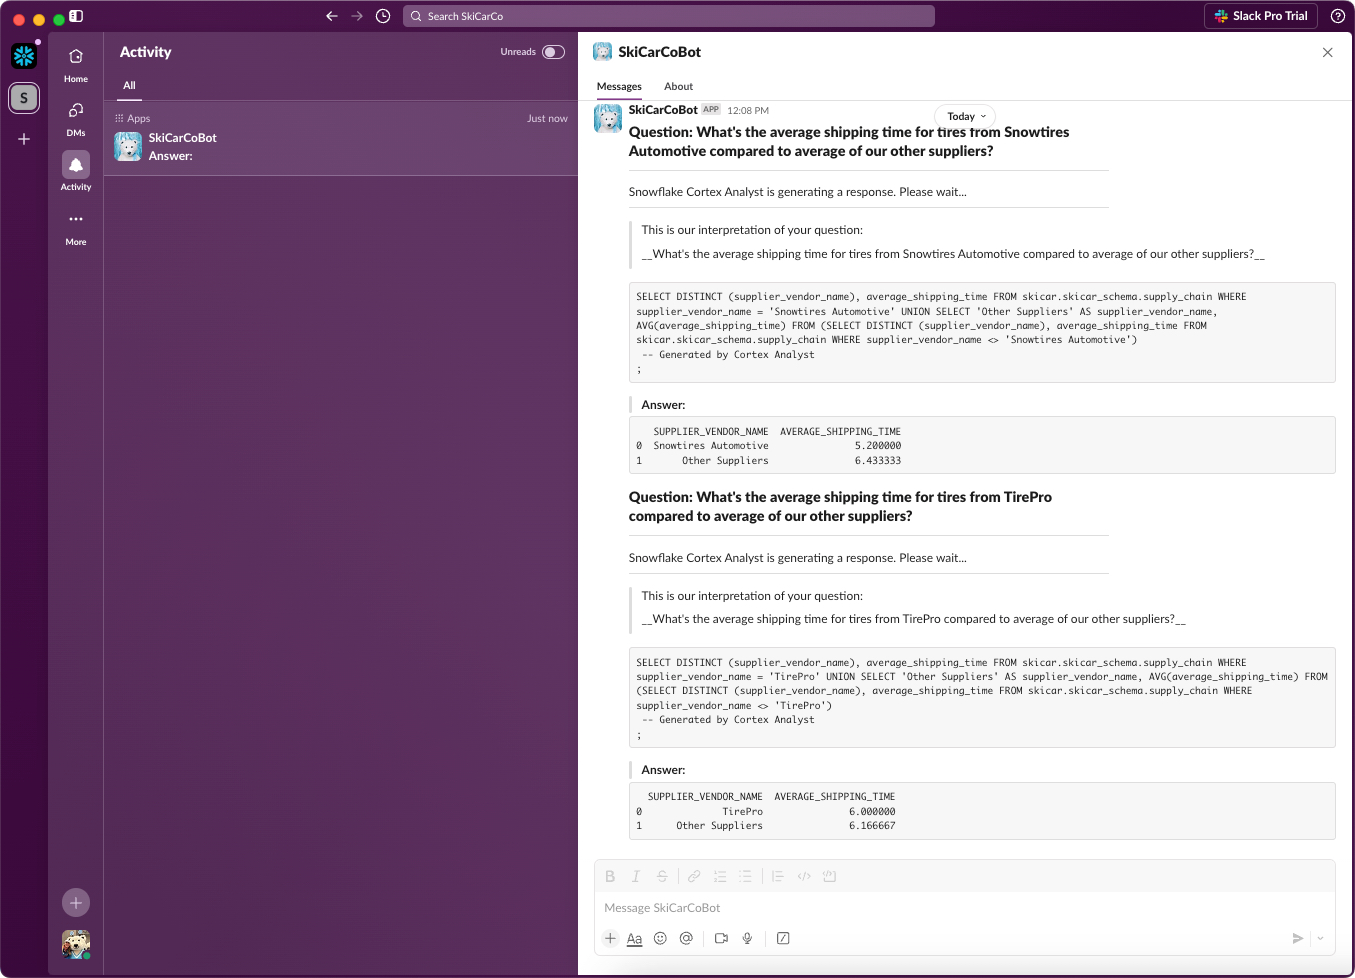 Search SkiCarCo
Slack Pro Trial
S
Home
DMs
Activity
More
Activity
Unreads
All
Apps
Just now
SkiCarCoBot
Answer:
SkiCarCoBot
Messages
About
SkiCarCoBot APP 12:08 PM
Today
Question: What's the average shipping time for tires from Snowtires
Automotive compared to average of our other suppliers?
Snowflake Cortex Analyst is generating a response. Please wait...
This is our interpretation of your question:
__What's the average shipping time for tires from Snowtires Automotive compared to average of our other suppliers?__
SELECT DISTINCT (supplier_vendor_name), average_shipping_time FROM skicar.skicar_schema.supply_chain WHERE
supplier_vendor_name = 'Snowtires Automotive' UNION SELECT 'Other Suppliers' AS supplier_vendor_name,
AVG(average_shipping_time) FROM (SELECT DISTINCT (supplier_vendor_name), average_shipping_time FROM
skicar.skicar_schema.supply_chain WHERE supplier_vendor_name <> 'Snowtires Automotive')
-- Generated by Cortex Analyst
;
Answer:
SUPPLIER_VENDOR_NAME AVERAGE_SHIPPING_TIME
0 Snowtires Automotive 5.200000
1 Other Suppliers 6.433333
Question: What's the average shipping time for tires from TirePro
compared to average of our other suppliers?
Snowflake Cortex Analyst is generating a response. Please wait...
This is our interpretation of your question:
__What's the average shipping time for tires from TirePro compared to average of our other suppliers?__
SELECT DISTINCT (supplier_vendor_name), average_shipping_time FROM skicar.skicar_schema.supply_chain WHERE
supplier_vendor_name = 'TirePro' UNION SELECT 'Other Suppliers' AS supplier_vendor_name, AVG(average_shipping_time) FROM
(SELECT DISTINCT (supplier_vendor_name), average_shipping_time FROM skicar.skicar_schema.supply_chain WHERE
supplier_vendor_name <> 'TirePro')
-- Generated by Cortex Analyst
;
Answer:
SUPPLIER_VENDOR_NAME AVERAGE_SHIPPING_TIME
0 TirePro 6.000000
1 Other Suppliers 6.166667
Message SkiCarCoBot
Aa